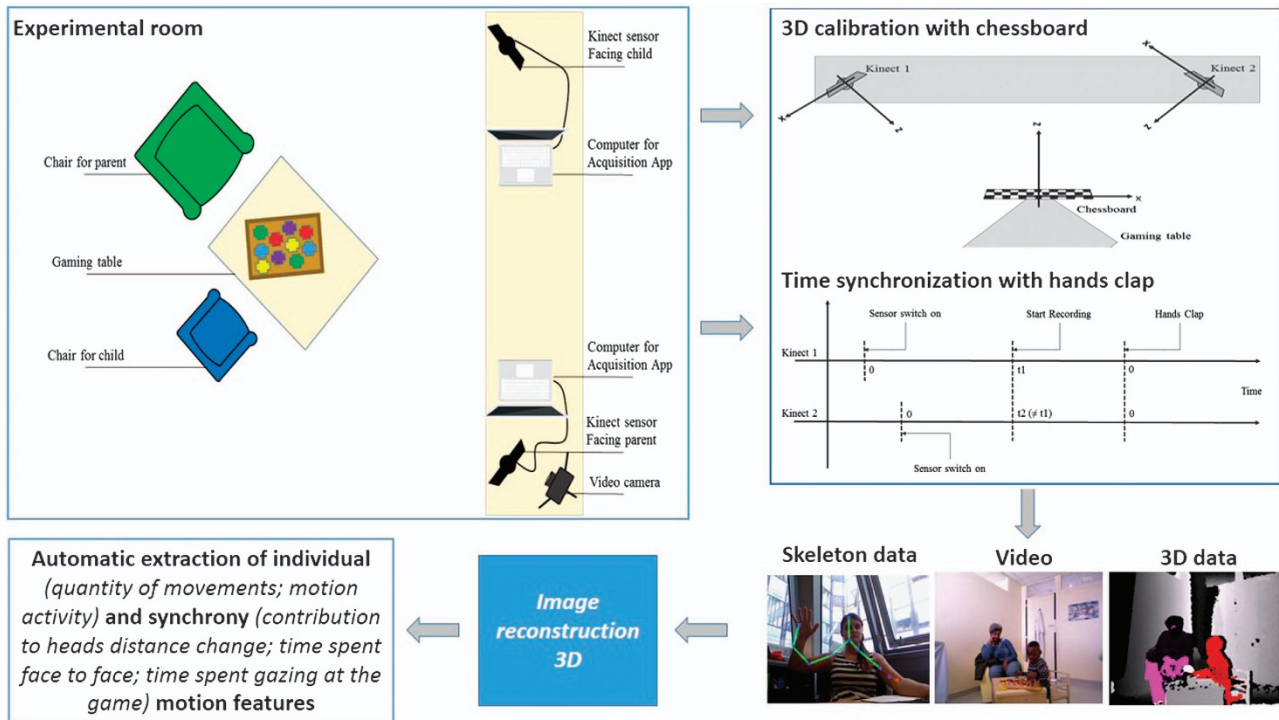 Experimental room
Kinect sensor
Facing child
Chair for parent
Computer for
Acquisition App
Gaming table
Chair for child
Computer for
Acquisition App
Kinect sensor
Facing parent
Video camera
3D calibration with chessboard
Kinect 1
Kinect 2
X
Z
X
Z
Z
X
Chessboard
Gaming table
Time synchronization with hands clap
Sensor switch on
Start Recording
Hands Clap
Kinect 1
0
t1
0
Time
Kinect 2
0
t2 (≠ t1)
0
Sensor switch on
Skeleton data
Video
3D data
Image
reconstruction
3D
Automatic extraction of individual
(quantity of movements; motion
activity) and synchrony (contribution
to heads distance change; time spent
face to face; time spent gazing at the
game) motion features